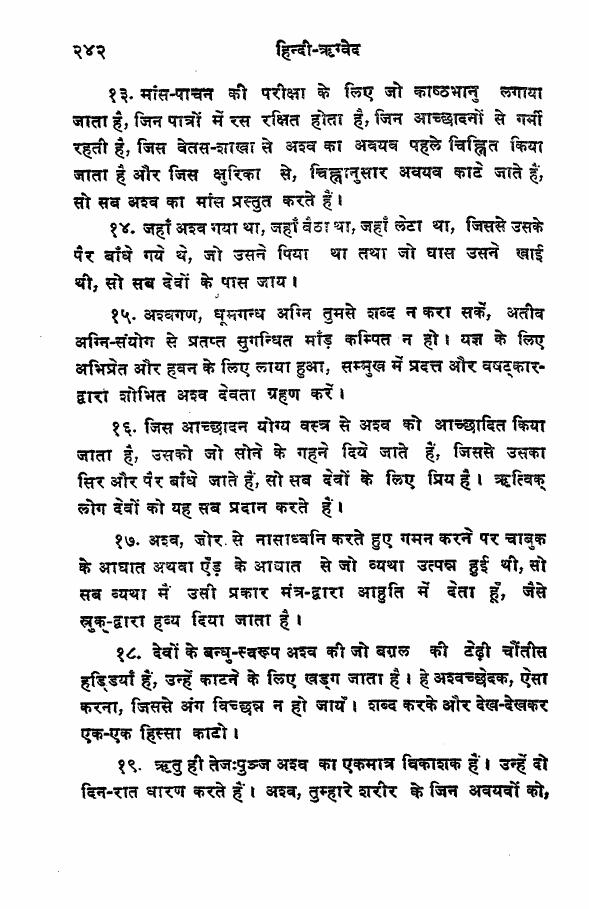 २४२ हिन्दी-ऋग्वेद
१३. मांस-पाचन की परीक्षा के लिए जो काष्ठभानु लगाया
जाता है, जिन पात्रों में रस रक्षित होता है, जिन आच्छादनों से गर्मी
रहती है, जिस वेतस-शाखा से अश्व का अवयव पहले चिह्नित किया
जाता है और जिस क्षुरिका से, चिह्नानुसार अवयव काटे जाते हैं,
सो सब अश्व का मांस प्रस्तुत करते हैं।
१४. जहाँ अश्व गया था, जहाँ बैठा था, जहाँ लेटा था, जिससे उसके
पैर बाँधे गये थे, जो उसने पिया था तथा जो घास उसने खाई
थी, सो सब देवों के पास जाय।
१५. अश्वगण, धूमगन्ध अग्नि तुमसे शब्द न करा सकें, अतीव
अग्नि-संयोग से प्रतप्त सुगन्धित माँड़ कम्पित न हो। यज्ञ के लिए
अभिप्रेत और हवन के लिए लाया हुआ, सम्मुख में प्रदत्त और वषट्कार-
द्वारा शोभित अश्व देवता ग्रहण करें।
१६. जिस आच्छादन योग्य वस्त्र से अश्व को आच्छादित किया
जाता है, उसको जो सोने के गहने दिये जाते हैं, जिससे उसका
सिर और पैर बाँधे जाते हैं, सो सब देवों के लिए प्रिय है। ऋत्विक्
लोग देवों को यह सब प्रदान करते हैं।
१७. अश्व, जोर से नासाध्वनि करते हुए गमन करने पर चाबुक
के आघात अथवा एँड़ के आघात से जो व्यथा उत्पन्न हुई थी, सो
सब व्यथा मैं उसी प्रकार मंत्र-द्वारा आहुति में देता हूँ, जैसे
स्रुक्-द्वारा हव्य दिया जाता है।
१८. देवों के बन्धु-स्वरूप अश्व की जो बग़ल की टेढ़ी चौंतीस
हड्डियाँ हैं, उन्हें काटने के लिए खड्ग जाता है। हे अश्वच्छेदक, ऐसा
करना, जिससे अंग विच्छिन्न न हो जायँ। शब्द करके और देख-देखकर
एक-एक हिस्सा काटो।
१९. ऋतु ही तेजःपुञ्ज अश्व का एकमात्र विकाशक हैं। उन्हें दो
दिन-रात धारण करते हैं। अश्व, तुम्हारे शरीर के जिन अवयवों को,